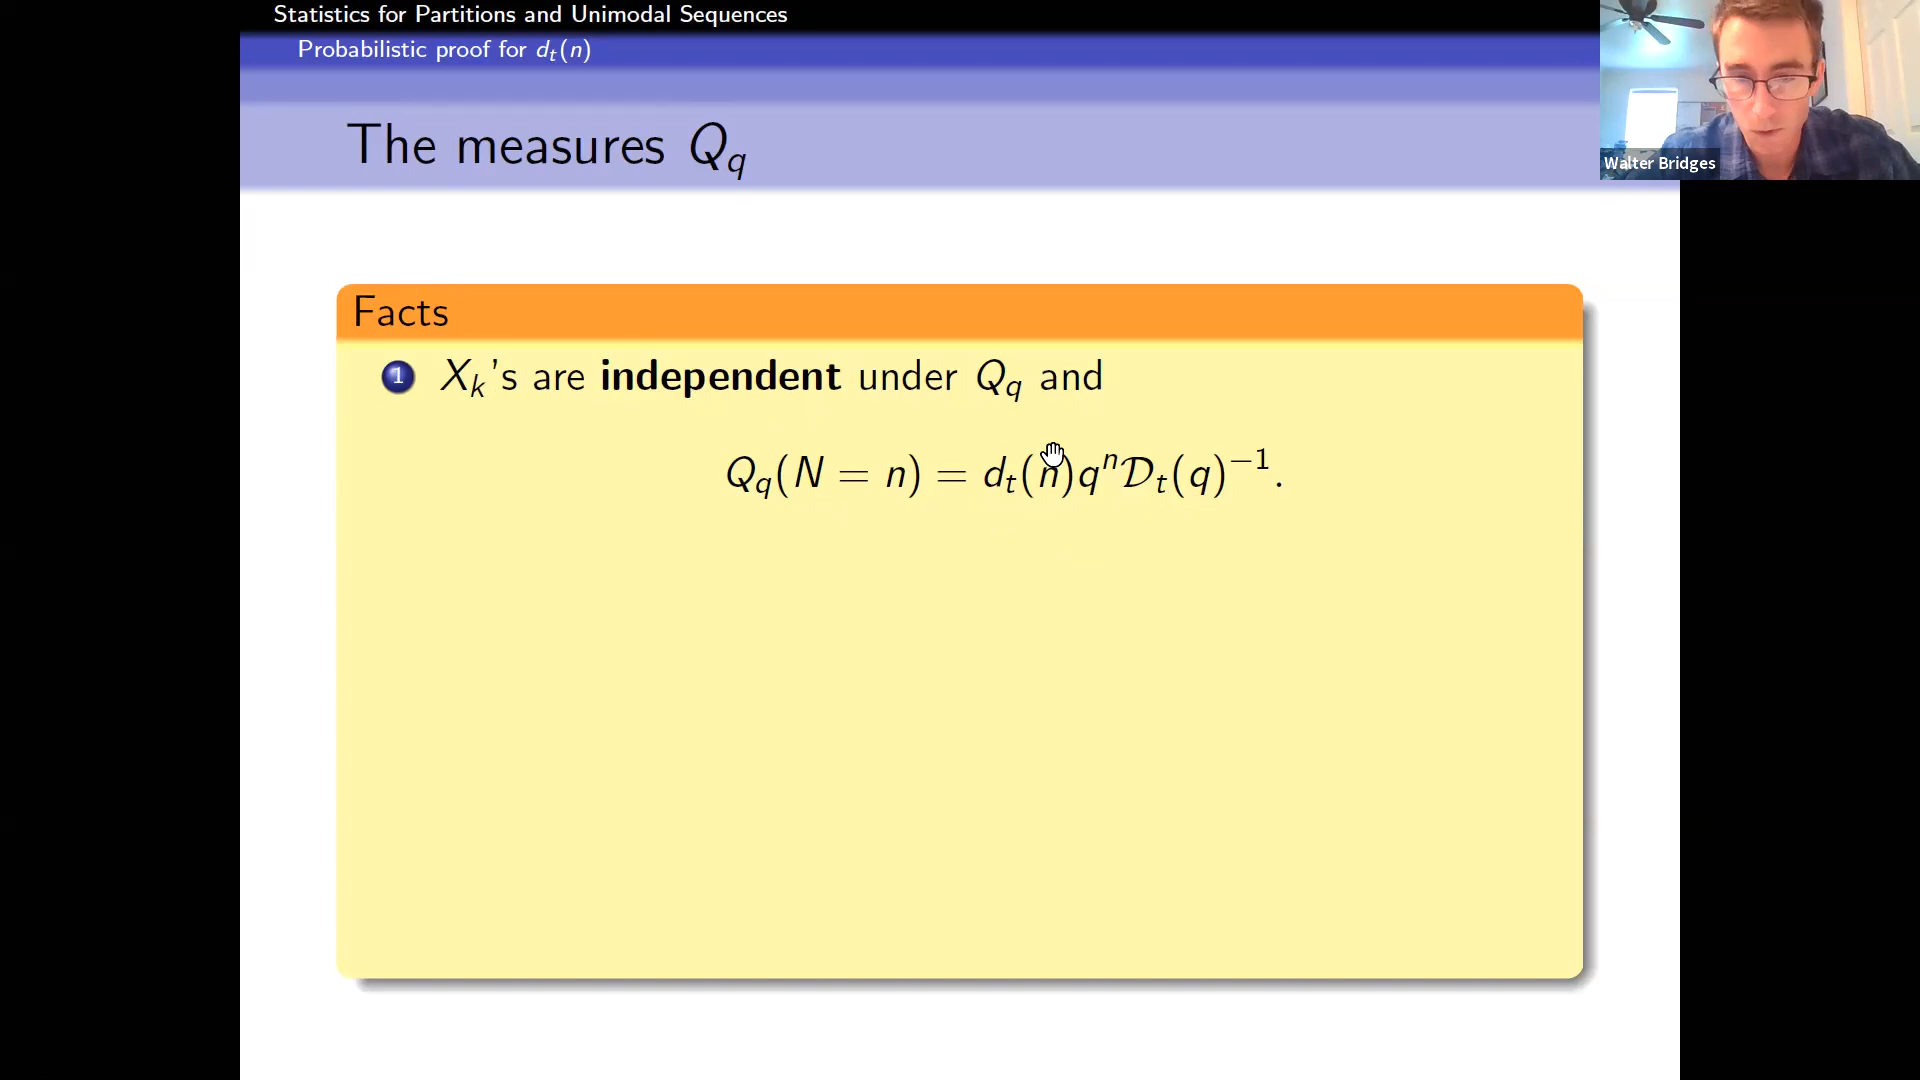 Statistics for Partitions and Unimodal Sequences
Probabilistic proof for d_t(n)
The measures Q_q
Walter Bridges
Facts
1 X_k's are independent under Q_q and
Q_q(N = n) = d_t(n)q^n𝒟_t(q)^{-1}.